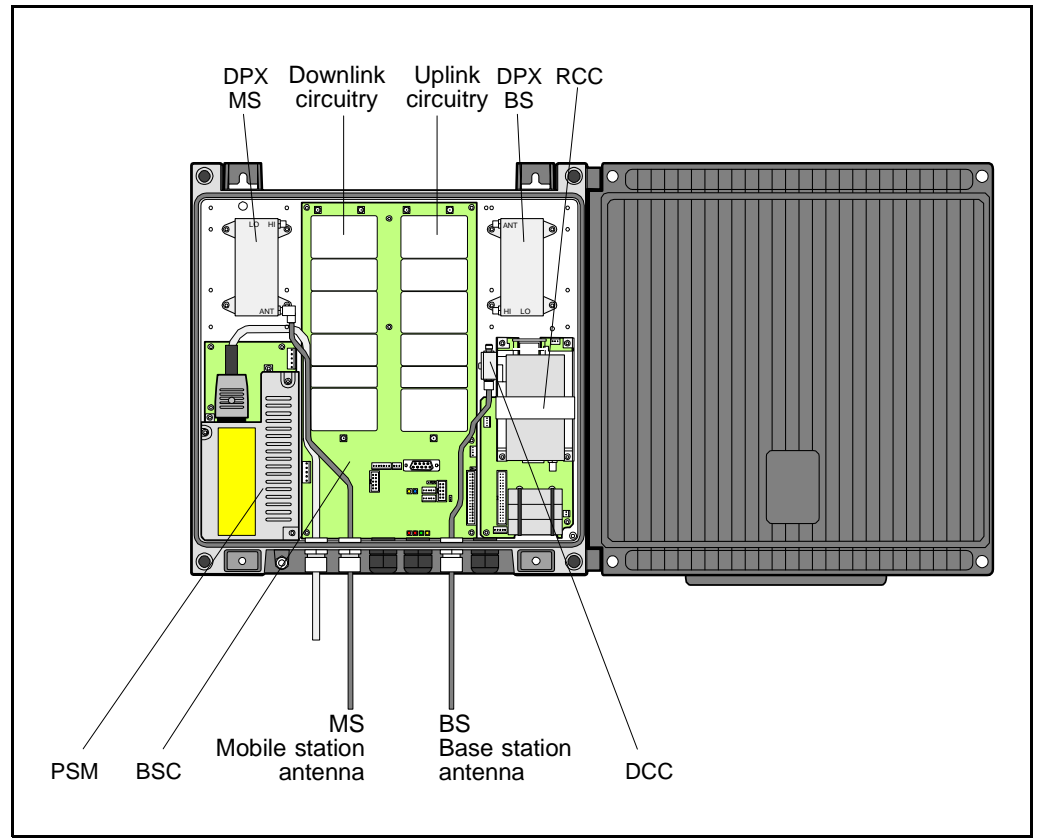 DPX
MS
Downlink
circuitry
Uplink
circuitry
DPX
BS
RCC
LO HI
ANT
ANT
HI LO
MS
Mobile station
antenna
BS
Base station
antenna
PSM
BSC
DCC